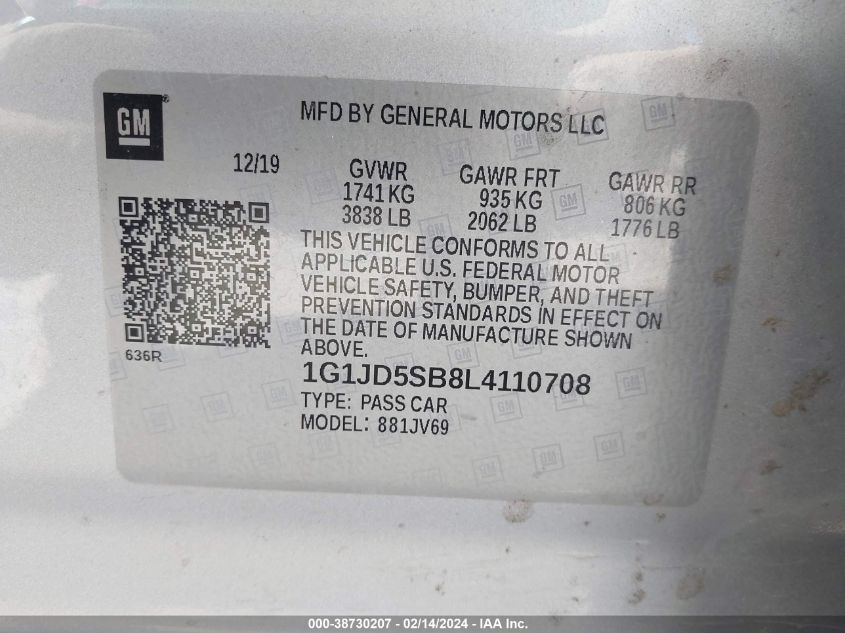 GM
MFD BY GENERAL MOTORS LLC
12/19
GVWR
1741 KG
3838 LB
GAWR FRT
935 KG
2062 LB
GAWR RR
806 KG
1776 LB
THIS VEHICLE CONFORMS TO ALL
APPLICABLE U.S. FEDERAL MOTOR
VEHICLE SAFETY, BUMPER, AND THEFT
PREVENTION STANDARDS IN EFFECT ON
THE DATE OF MANUFACTURE SHOWN
ABOVE.
636R
1G1JD5SB8L4110708
TYPE: PASS CAR
MODEL: 881JV69
000-38730207 - 02/14/2024 - IAA Inc.